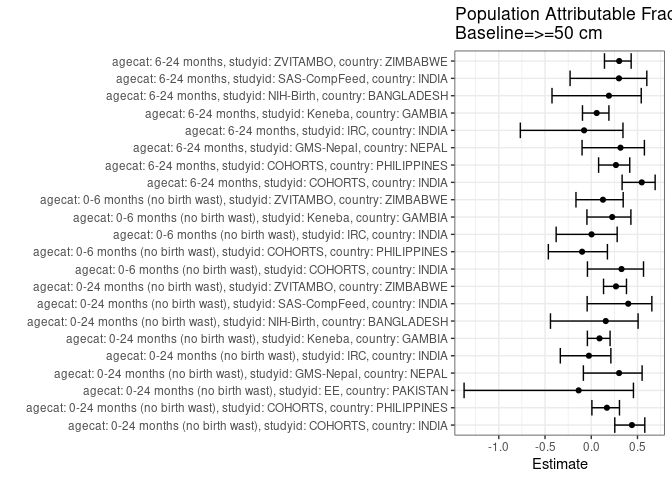 Population Attributable Frac
Baseline=>=50 cm
agecat: 6-24 months, studyid: ZVITAMBO, country: ZIMBABWE
agecat: 6-24 months, studyid: SAS-CompFeed, country: INDIA
agecat: 6-24 months, studyid: NIH-Birth, country: BANGLADESH
agecat: 6-24 months, studyid: Keneba, country: GAMBIA
agecat: 6-24 months, studyid: IRC, country: INDIA
agecat: 6-24 months, studyid: GMS-Nepal, country: NEPAL
agecat: 6-24 months, studyid: COHORTS, country: PHILIPPINES
agecat: 6-24 months, studyid: COHORTS, country: INDIA
agecat: 0-6 months (no birth wast), studyid: ZVITAMBO, country: ZIMBABWE
agecat: 0-6 months (no birth wast), studyid: Keneba, country: GAMBIA
agecat: 0-6 months (no birth wast), studyid: IRC, country: INDIA
agecat: 0-6 months (no birth wast), studyid: COHORTS, country: PHILIPPINES
agecat: 0-6 months (no birth wast), studyid: COHORTS, country: INDIA
agecat: 0-24 months (no birth wast), studyid: ZVITAMBO, country: ZIMBABWE
agecat: 0-24 months (no birth wast), studyid: SAS-CompFeed, country: INDIA
agecat: 0-24 months (no birth wast), studyid: NIH-Birth, country: BANGLADESH
agecat: 0-24 months (no birth wast), studyid: Keneba, country: GAMBIA
agecat: 0-24 months (no birth wast), studyid: IRC, country: INDIA
agecat: 0-24 months (no birth wast), studyid: GMS-Nepal, country: NEPAL
agecat: 0-24 months (no birth wast), studyid: EE, country: PAKISTAN
agecat: 0-24 months (no birth wast), studyid: COHORTS, country: PHILIPPINES
agecat: 0-24 months (no birth wast), studyid: COHORTS, country: INDIA
-1.0 -0.5 0.0 0.5
Estimate